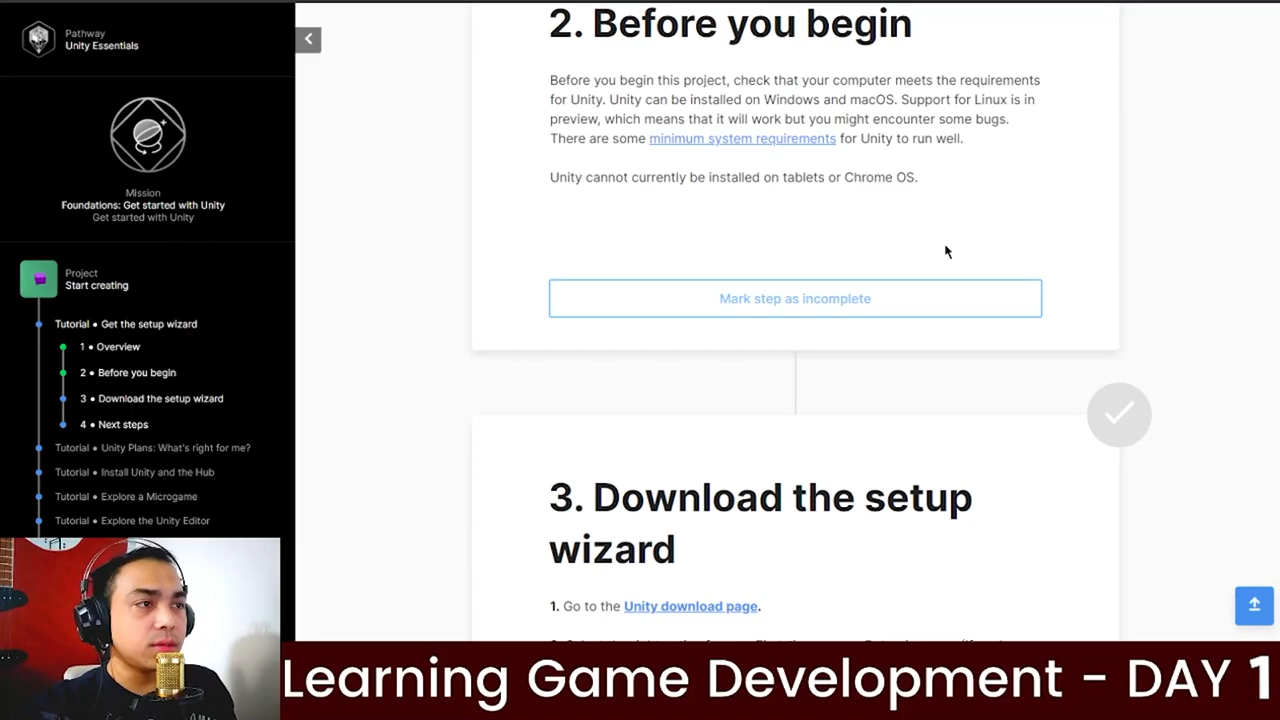 Pathway
Unity Essentials
Mission
Foundations: Get started with Unity
Get started with Unity
Project
Start creating
Tutorial • Get the setup wizard
1 • Overview
2 • Before you begin
3 • Download the setup wizard
4 • Next steps
Tutorial • Unity Plans: What's right for me?
Tutorial • Install Unity and the Hub
Tutorial • Explore a Microgame
Tutorial • Explore the Unity Editor
2. Before you begin
Before you begin this project, check that your computer meets the requirements
for Unity. Unity can be installed on Windows and macOS. Support for Linux is in
preview, which means that it will work but you might encounter some bugs.
There are some minimum system requirements for Unity to run well.
Unity cannot currently be installed on tablets or Chrome OS.
Mark step as incomplete
3. Download the setup
wizard
1. Go to the Unity download page.
Learning Game Development - DAY 1